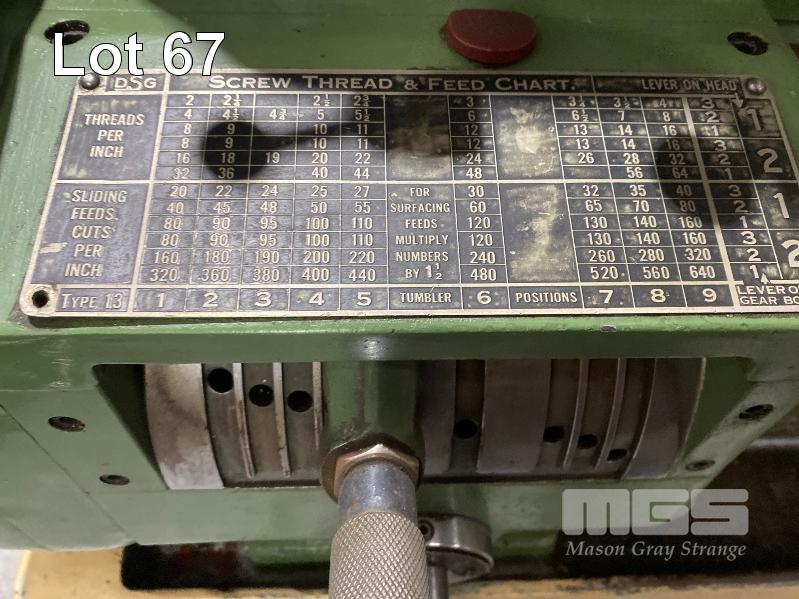 Lot 67
DSG SCREW THREAD & FEED CHART. LEVER ON HEAD
THREADS PER INCH
2 2¼ 2½ 2¾ 3 3¼ 3½ 4 3
4 4½ 4¾ 5 5½ 6 6½ 7 8 2 1
8 9 10 11 12 13 14 16 1
8 9 10 11 12 13 14 16 3
16 18 19 20 22 24 26 28 32 2 2
32 36 40 44 48 56 64 1
SLIDING FEEDS. CUTS PER INCH
FOR SURFACING FEEDS MULTIPLY NUMBERS BY 1½
20 22 24 25 27 30 32 35 40 3
40 45 48 50 55 60 65 70 80 2 1
80 90 95 100 110 120 130 140 160 1
80 90 95 100 110 120 130 140 160 3
160 180 190 200 220 240 260 280 320 2 2
320 360 380 400 440 480 520 560 640 1
TYPE 13 1 2 3 4 5 TUMBLER 6 POSITIONS 7 8 9
LEVER ON GEAR
MGS
Mason Gray Strange